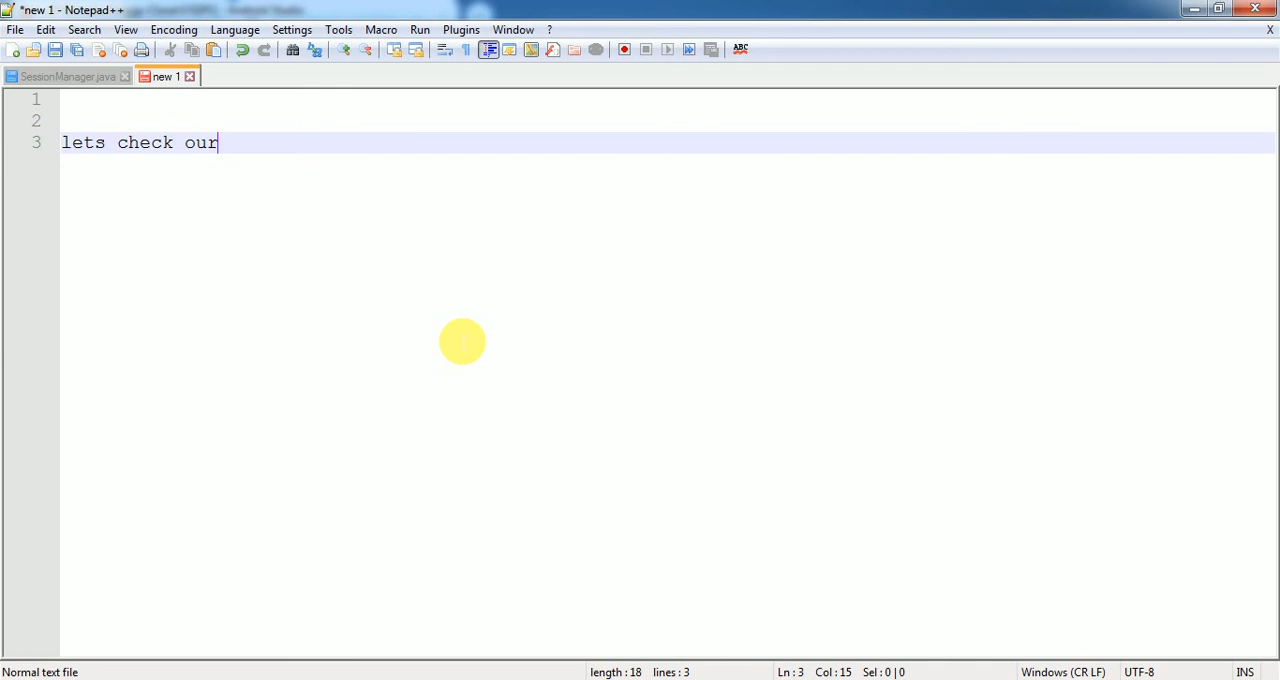 *new 1 - Notepad++
File Edit Search View Encoding Language Settings Tools Macro Run Plugins Window ? X
ABC
SessionManager.java new 1
1
2
3 lets check our
Normal text file length : 18 lines : 3 Ln : 3 Col : 15 Sel : 0 | 0 Windows (CR LF) UTF-8 INS